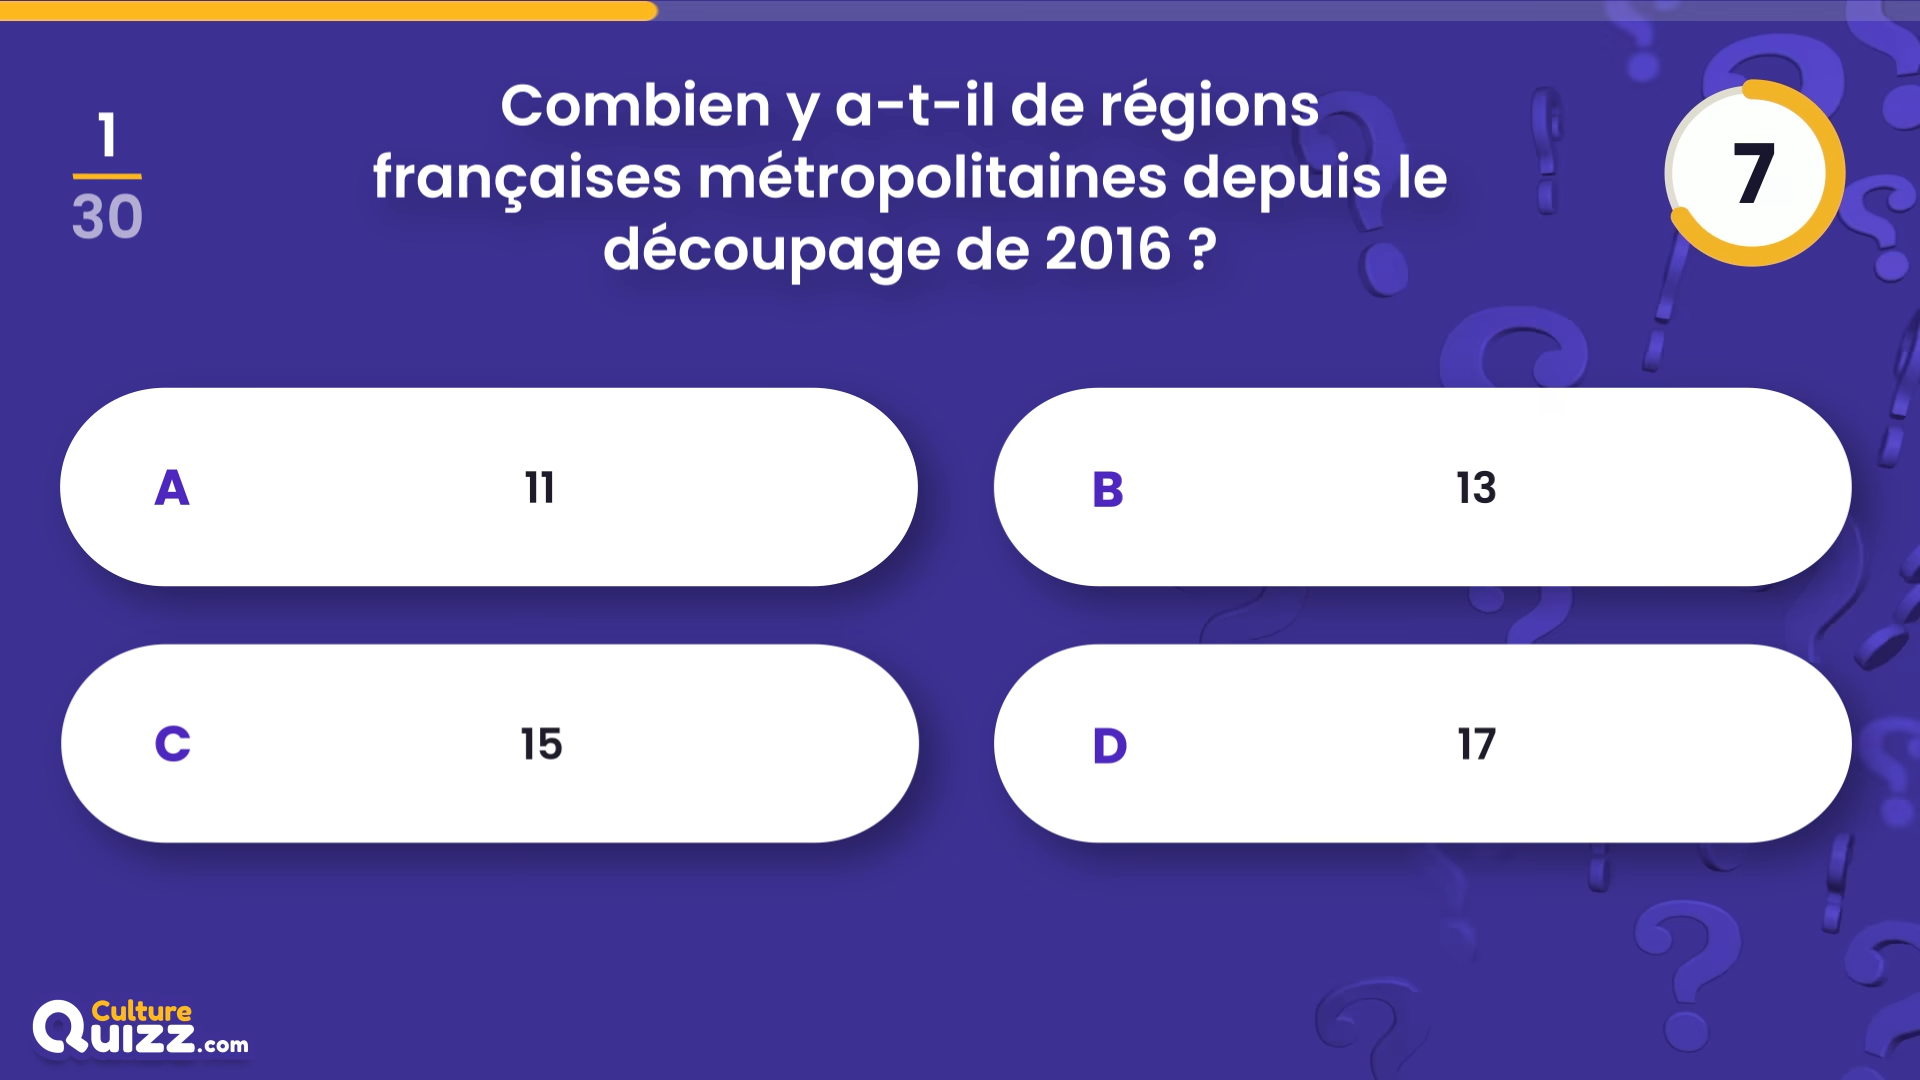 1
30
Combien y a-t-il de régions
françaises métropolitaines depuis le
découpage de 2016 ?
7
A 11
B 13
C 15
D 17
Culture
Quizz.com